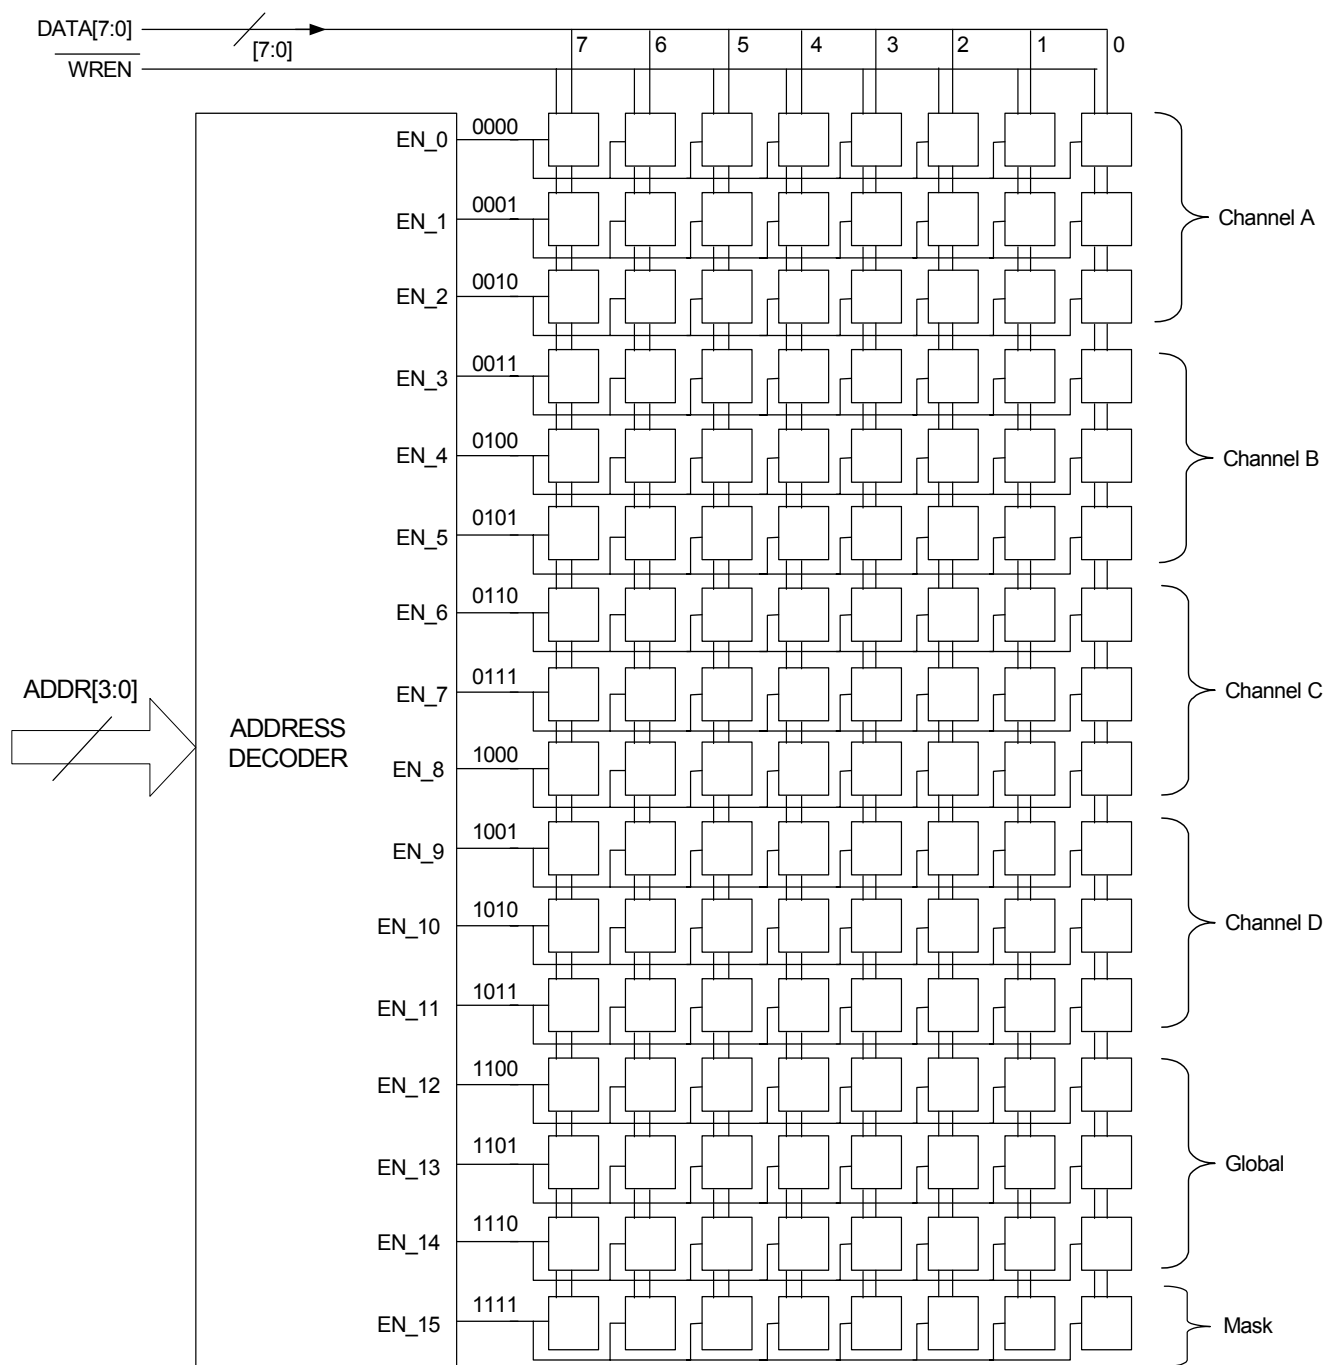 DATA[7:0]
[7:0]
7 6 5 4 3 2 1 0
WREN
EN_0 0000
EN_1 0001
Channel A
EN_2 0010
EN_3 0011
EN_4 0100
Channel B
EN_5 0101
EN_6 0110
ADDR[3:0]
EN_7 0111
Channel C
ADDRESS
DECODER
EN_8 1000
EN_9 1001
EN_10 1010
Channel D
EN_11 1011
EN_12 1100
EN_13 1101
Global
EN_14 1110
EN_15 1111
Mask